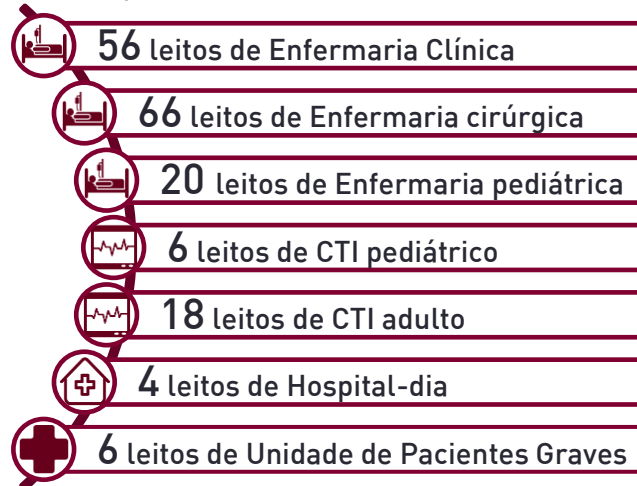 56 leitos de Enfermaria Clínica
66 leitos de Enfermaria cirúrgica
20 leitos de Enfermaria pediátrica
6 leitos de CTI pediátrico
18 leitos de CTI adulto
4 leitos de Hospital-dia
6 leitos de Unidade de Pacientes Graves